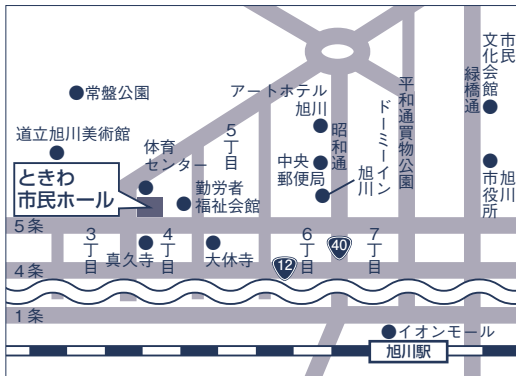 常盤公園
道立旭川美術館
ときわ
市民ホール
体育
センター
勤労者
福祉会館
5丁目
アートホテル
旭川
中央
郵便局
昭和通
ドーミーイン
旭川
平和通買物公園
緑橋通
市民
文化会館
旭川
市役所
5条
3丁目
4丁目
真久寺
大休寺
6丁目
7丁目
12
40
4条
1条
イオンモール
旭川駅